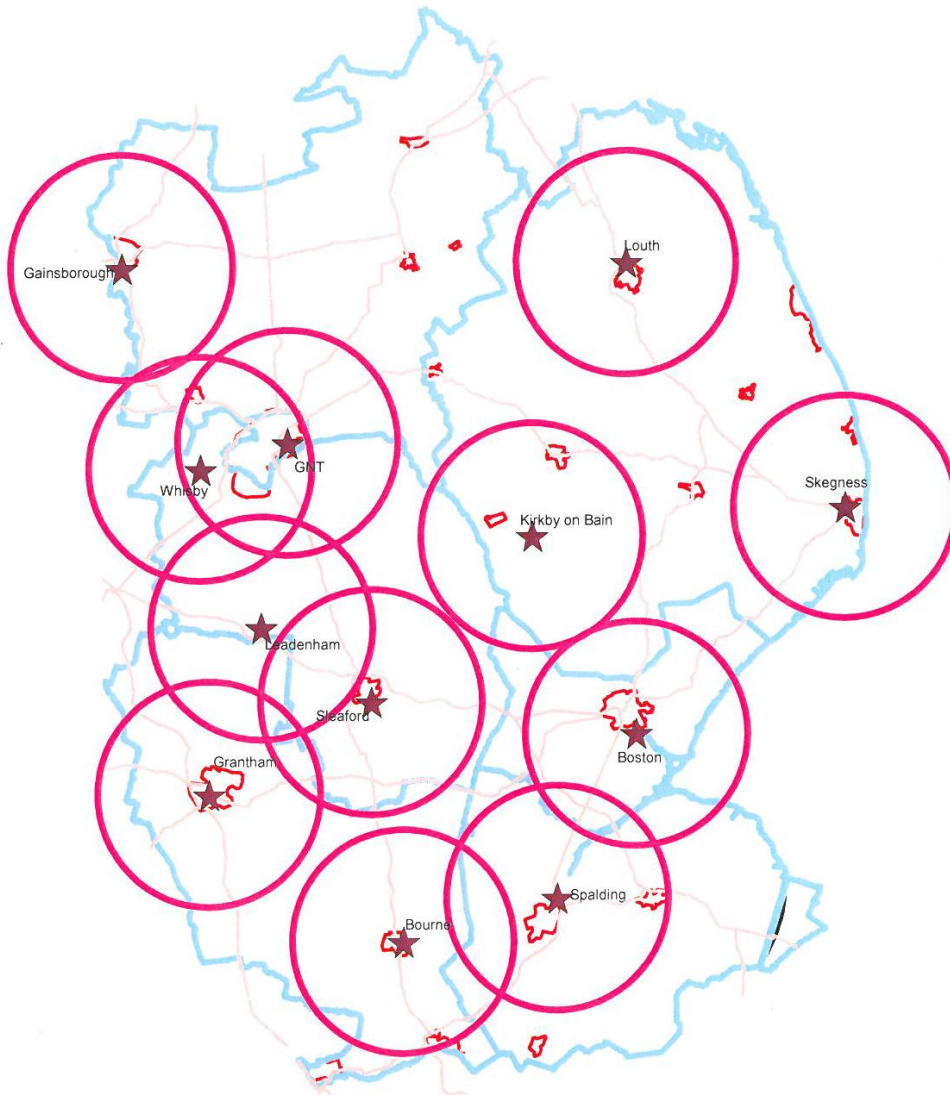 Louth
Gainsborough
GNT
Whisby
Skegness
Kirkby on Bain
Leadenham
Sleaford
Boston
Grantham
Spalding
Bourne